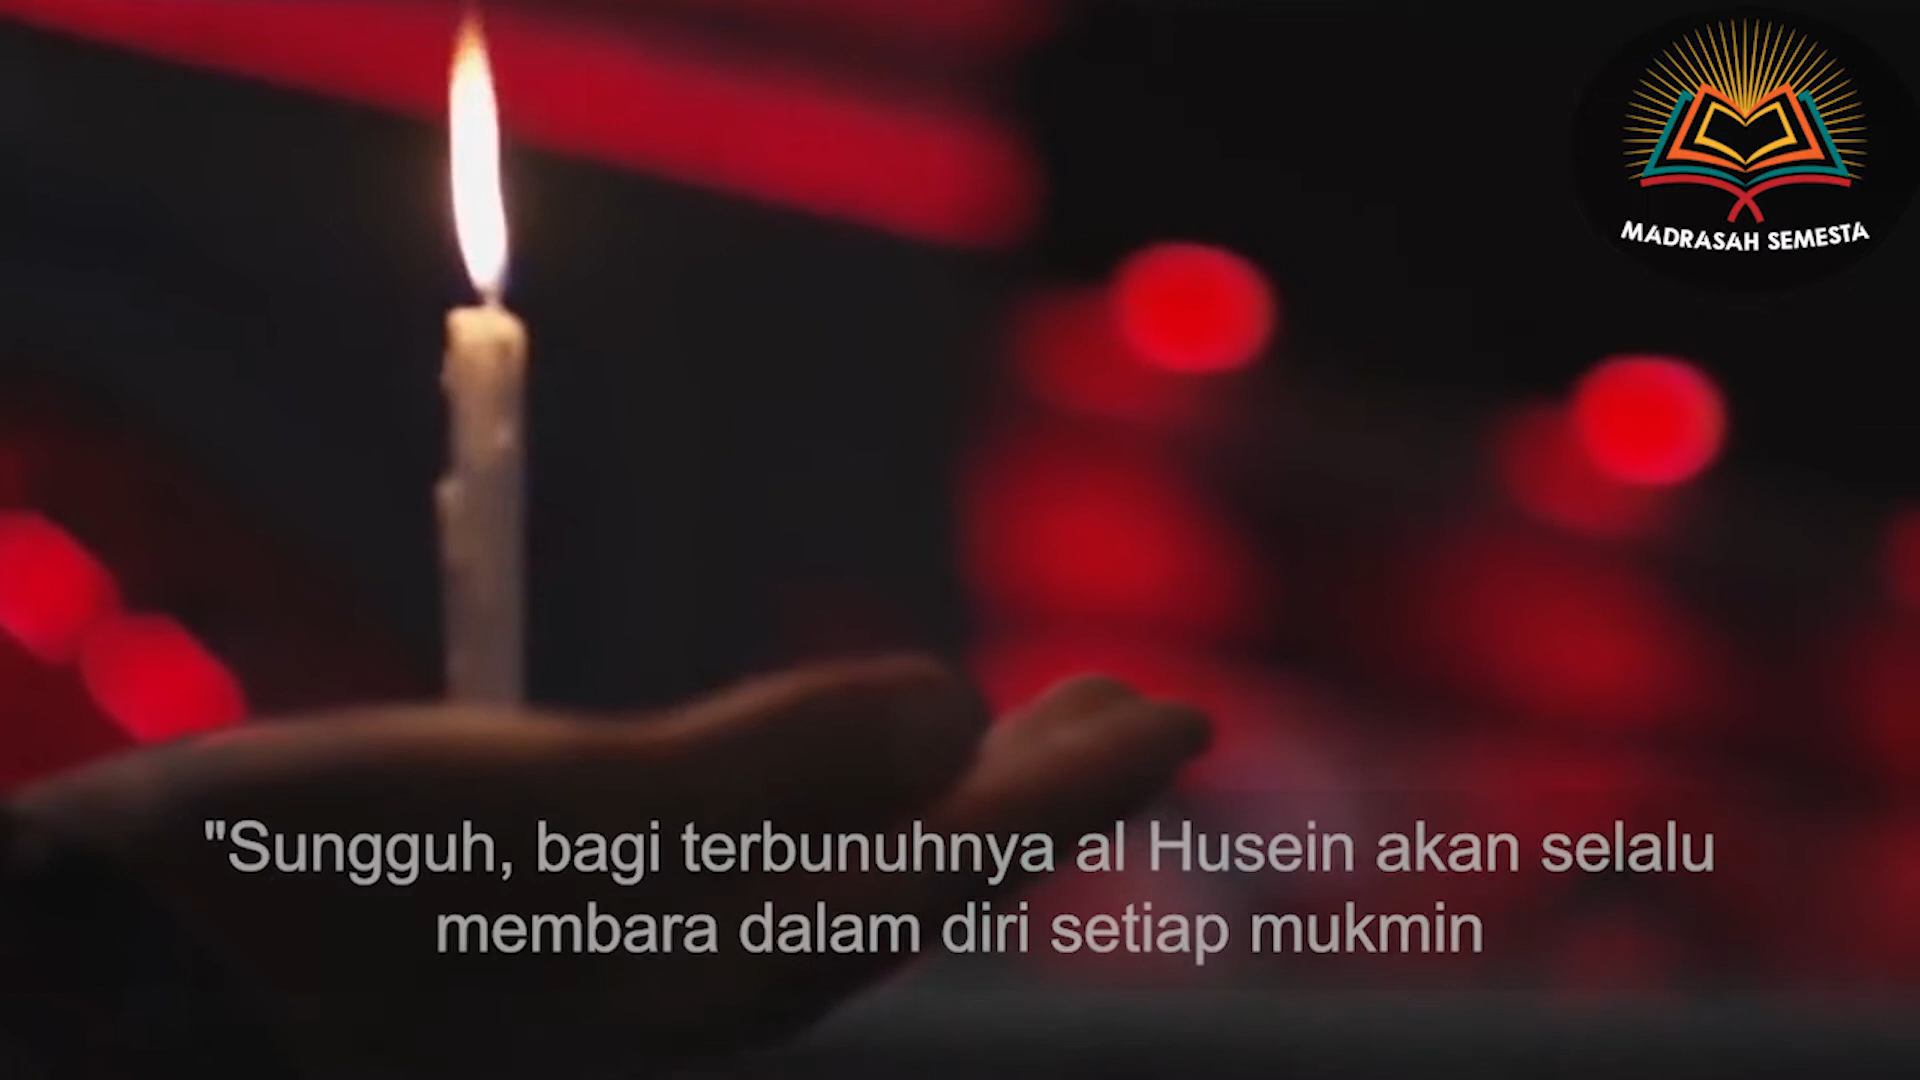 MADRASAH SEMESTA
"Sungguh, bagi terbunuhnya al Husein akan selalu
membara dalam diri setiap mukmin